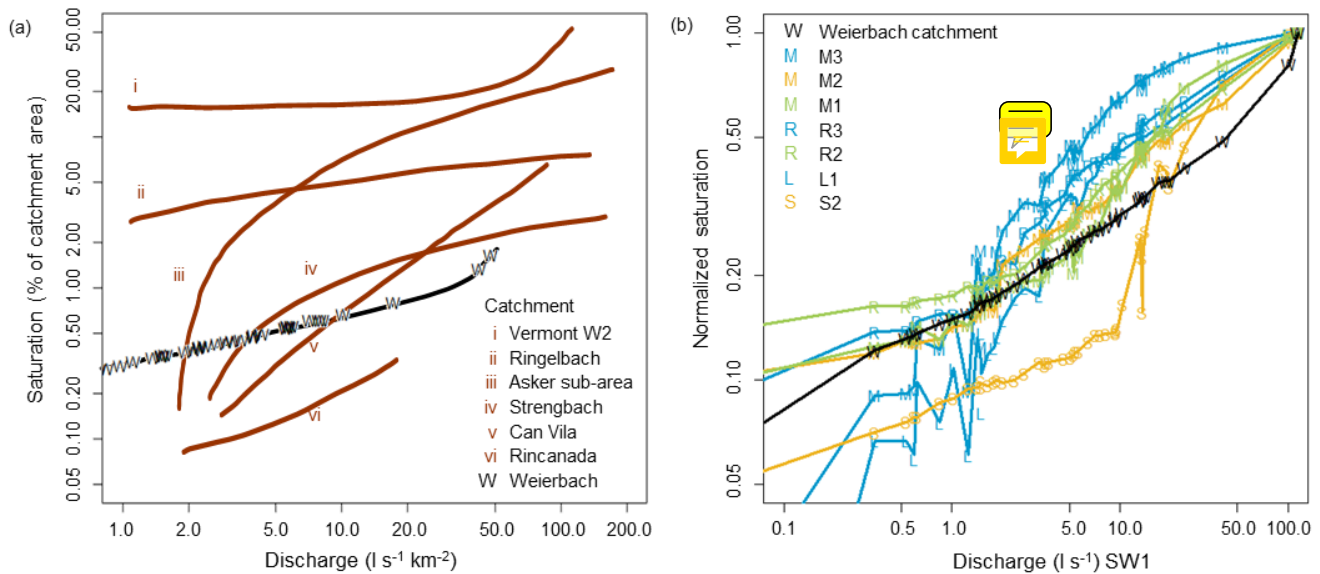 (a)
Saturation (% of catchment area)
50.00
20.00
5.00
2.00
1.00
0.50
0.20
0.10
0.05
i
ii
iii
iv
v
vi
Catchment
i Vermont W2
ii Ringelbach
iii Asker sub-area
iv Strengbach
v Can Vila
vi Rincanada
W Weierbach
1.0 2.0 5.0 10.0 20.0 50.0 100.0 200.0
Discharge (l s-1 km-2)
(b)
Normalized saturation
1.00
0.50
0.20
0.10
0.05
W Weierbach catchment
M M3
M M2
M M1
R R3
R R2
L L1
S S2
0.1 0.5 1.0 5.0 10.0 50.0 100.0
Discharge (l s-1) SW1